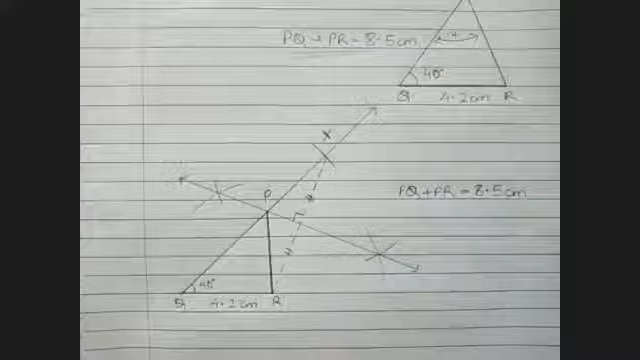 PQ + PR = 8.5cm
40°
Q 4.2cm R
X
P
PQ+PR = 8.5cm
40°
Q 4.2cm R